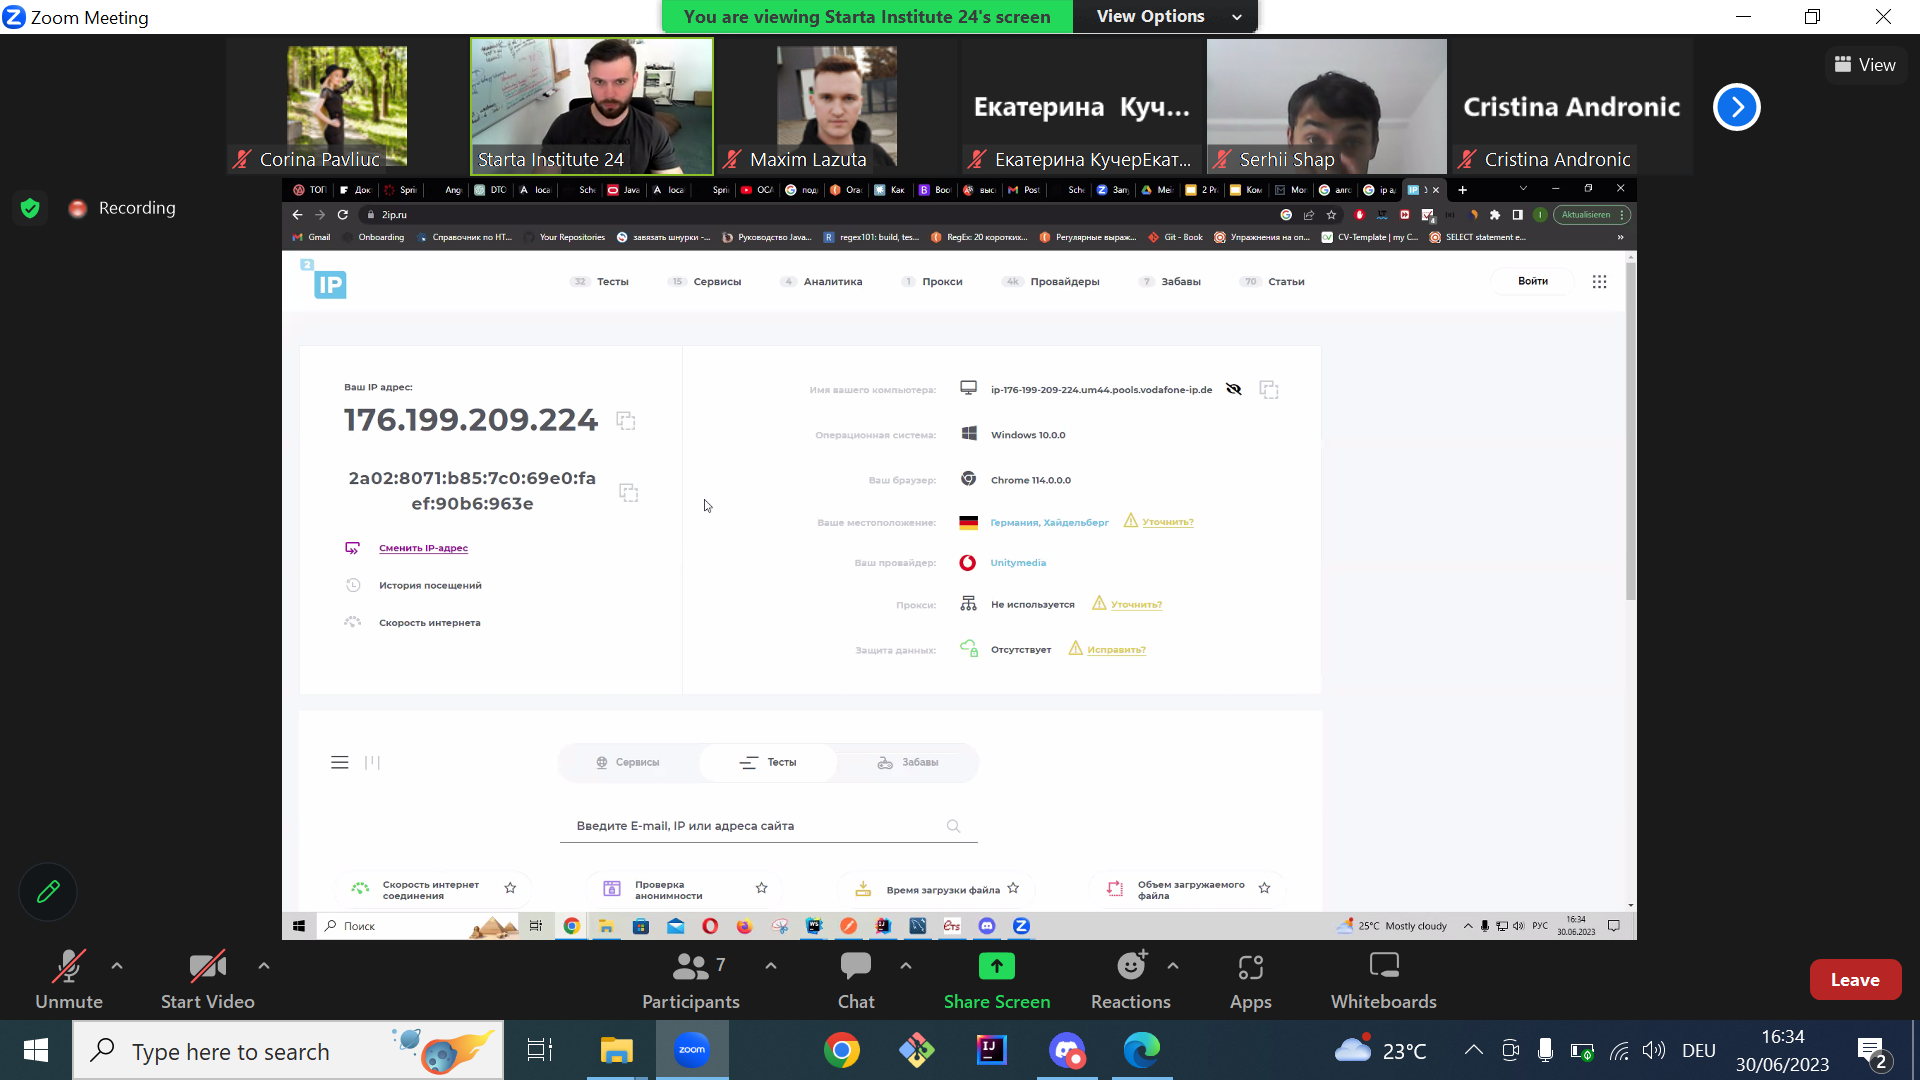 Zoom Meeting
You are viewing Starta Institute 24's screen
View Options
View
Corina Pavliuc
Starta Institute 24
Maxim Lazuta
Екатерина Куч...
Екатерина КучерЕкат...
Serhii Shap
Cristina Andronic
Cristina Andronic
Recording
2ip.ru
Aktualisieren
Gmail
Onboarding
Справочник по HT...
Your Repositories
завязать шнурки -...
Руководство Java...
regex101: build, tes...
RegEx: 20 коротких...
Регулярные выраж...
Git - Book
Упражнения на оп...
CV-Template | my C...
SELECT statement e...
2 IP
32 Тесты
15 Сервисы
4 Аналитика
1 Прокси
4k Провайдеры
7 Забавы
70 Статьи
Войти
Ваш IP адрес:
176.199.209.224
2a02:8071:b85:7c0:69e0:fa
ef:90b6:963e
Сменить IP-адрес
История посещений
Скорость интернета
Имя вашего компьютера: ip-176-199-209-224.um44.pools.vodafone-ip.de
Операционная система: Windows 10.0.0
Ваш браузер: Chrome 114.0.0.0
Ваше местоположение: Германия, Хайдельберг Уточнить?
Ваш провайдер: Unitymedia
Прокси: Не используется Уточнить?
Защита данных: Отсутствует Исправить?
Сервисы
Тесты
Забавы
Введите E-mail, IP или адреса сайта
Скорость интернет
соединения
Проверка
анонимности
Время загрузки файла
Объем загружаемого
файла
Поиск
25°C Mostly cloudy
РУС
16:34
30.06.2023
Unmute
Start Video
7
Participants
Chat
Share Screen
Reactions
Apps
Whiteboards
Leave
Type here to search
zoom
23°C
DEU
16:34
30/06/2023
2